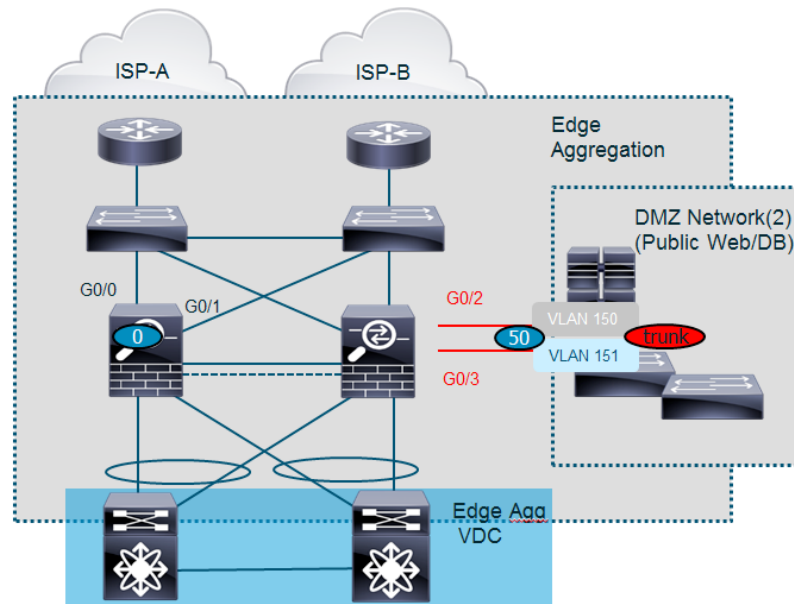 ISP-A
ISP-B
Edge
Aggregation
DMZ Network(2)
(Public Web/DB)
G0/0
G0/1
G0/2
VLAN 150
0
50
trunk
VLAN 151
G0/3
Edge Agg
VDC